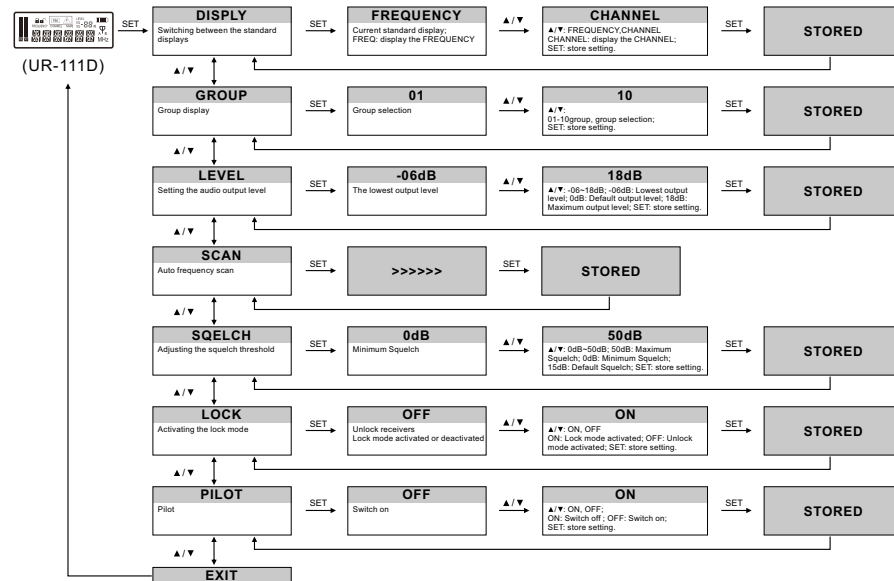 SET
(UR-111D)
MHz
DISPLY
Switching between the standard
displays
SET
FREQUENCY
Current standard display;
FREQ: display the FREQUENCY
▲/▼
CHANNEL
▲/▼: FREQUENCY,CHANNEL
CHANNEL: display the CHANNEL;
SET: store setting.
SET
STORED
▲/▼
GROUP
Group display
SET
01
Group selection
▲/▼
10
▲/▼:
01-10group, group selection;
SET: store setting.
SET
STORED
▲/▼
LEVEL
Setting the audio output level
SET
-06dB
The lowest output level
▲/▼
18dB
▲/▼: -06~18dB; -06dB: Lowest output
level; 0dB: Default output level; 18dB:
Maximum output level; SET: store setting.
SET
STORED
▲/▼
SCAN
Auto frequency scan
SET
>>>>>>
SET
STORED
▲/▼
SQELCH
Adjusting the squelch threshold
SET
0dB
Minimum Squelch
▲/▼
50dB
▲/▼: 0dB~50dB; 50dB: Maximum
Squelch; 0dB: Minimum Squelch;
15dB: Default Squelch; SET: store setting.
SET
STORED
▲/▼
LOCK
Activating the lock mode
SET
OFF
Unlock receivers
Lock mode activated or deactivated
▲/▼
ON
▲/▼: ON, OFF
ON: Lock mode activated; OFF: Unlock
mode activated; SET: store setting.
SET
STORED
▲/▼
PILOT
Pilot
SET
OFF
Switch on
▲/▼
ON
▲/▼: ON, OFF;
ON: Switch off ; OFF: Switch on;
SET: store setting.
SET
STORED
▲/▼
EXIT